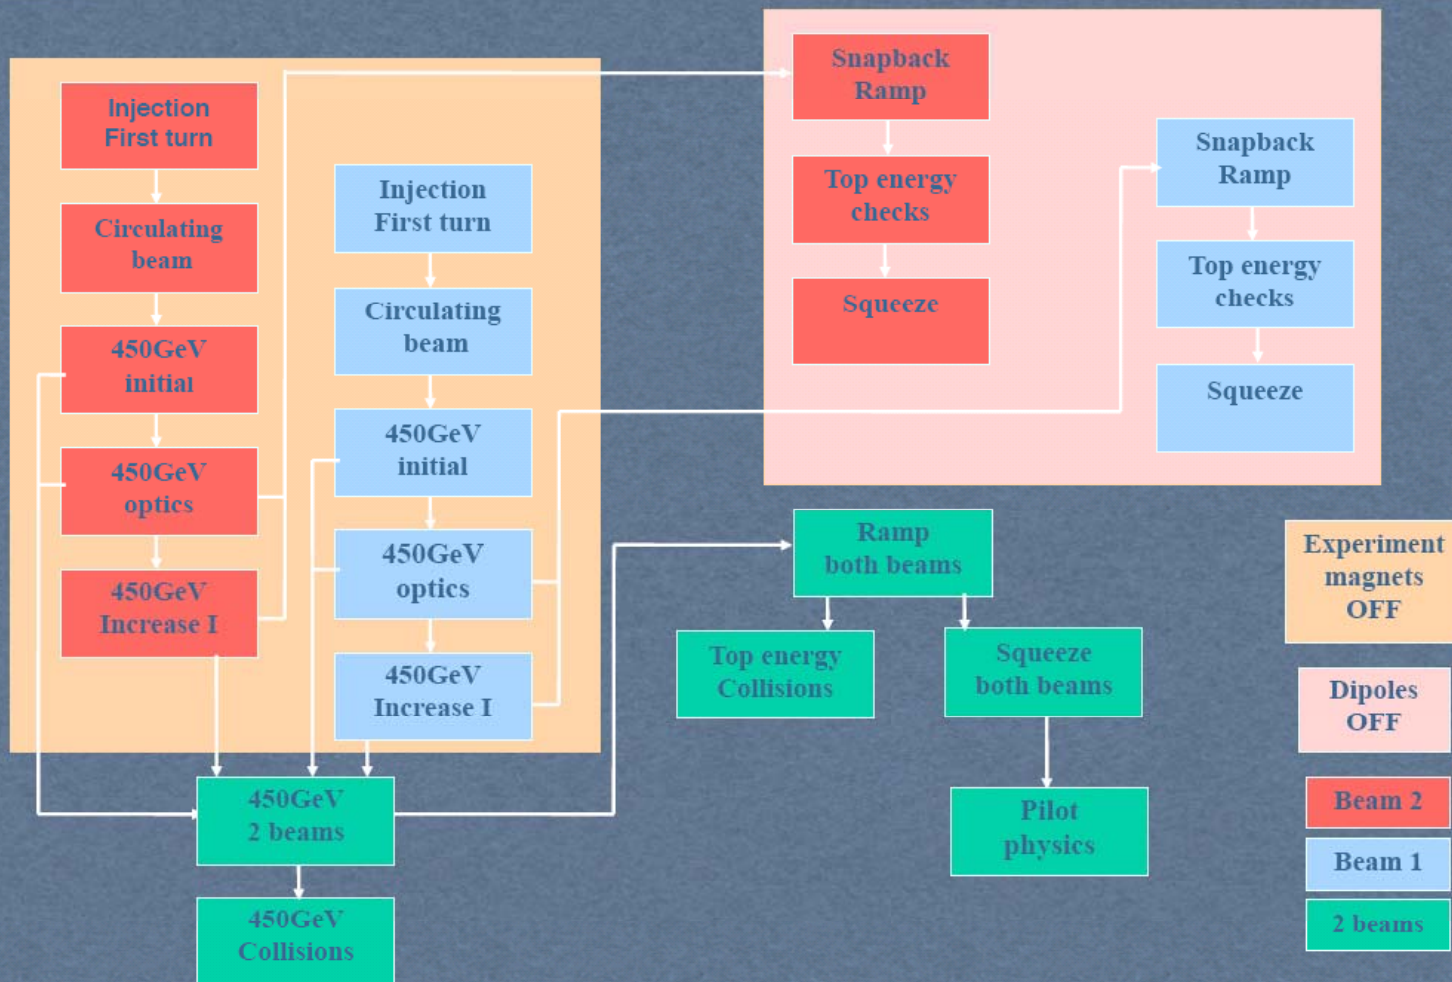 Injection
First turn
Circulating
beam
450GeV
initial
450GeV
optics
450GeV
Increase I
Injection
First turn
Circulating
beam
450GeV
initial
450GeV
optics
450GeV
Increase I
450GeV
2 beams
450GeV
Collisions
Snapback
Ramp
Top energy
checks
Squeeze
Snapback
Ramp
Top energy
checks
Squeeze
Ramp
both beams
Top energy
Collisions
Squeeze
both beams
Pilot
physics
Experiment
magnets
OFF
Dipoles
OFF
Beam 2
Beam 1
2 beams